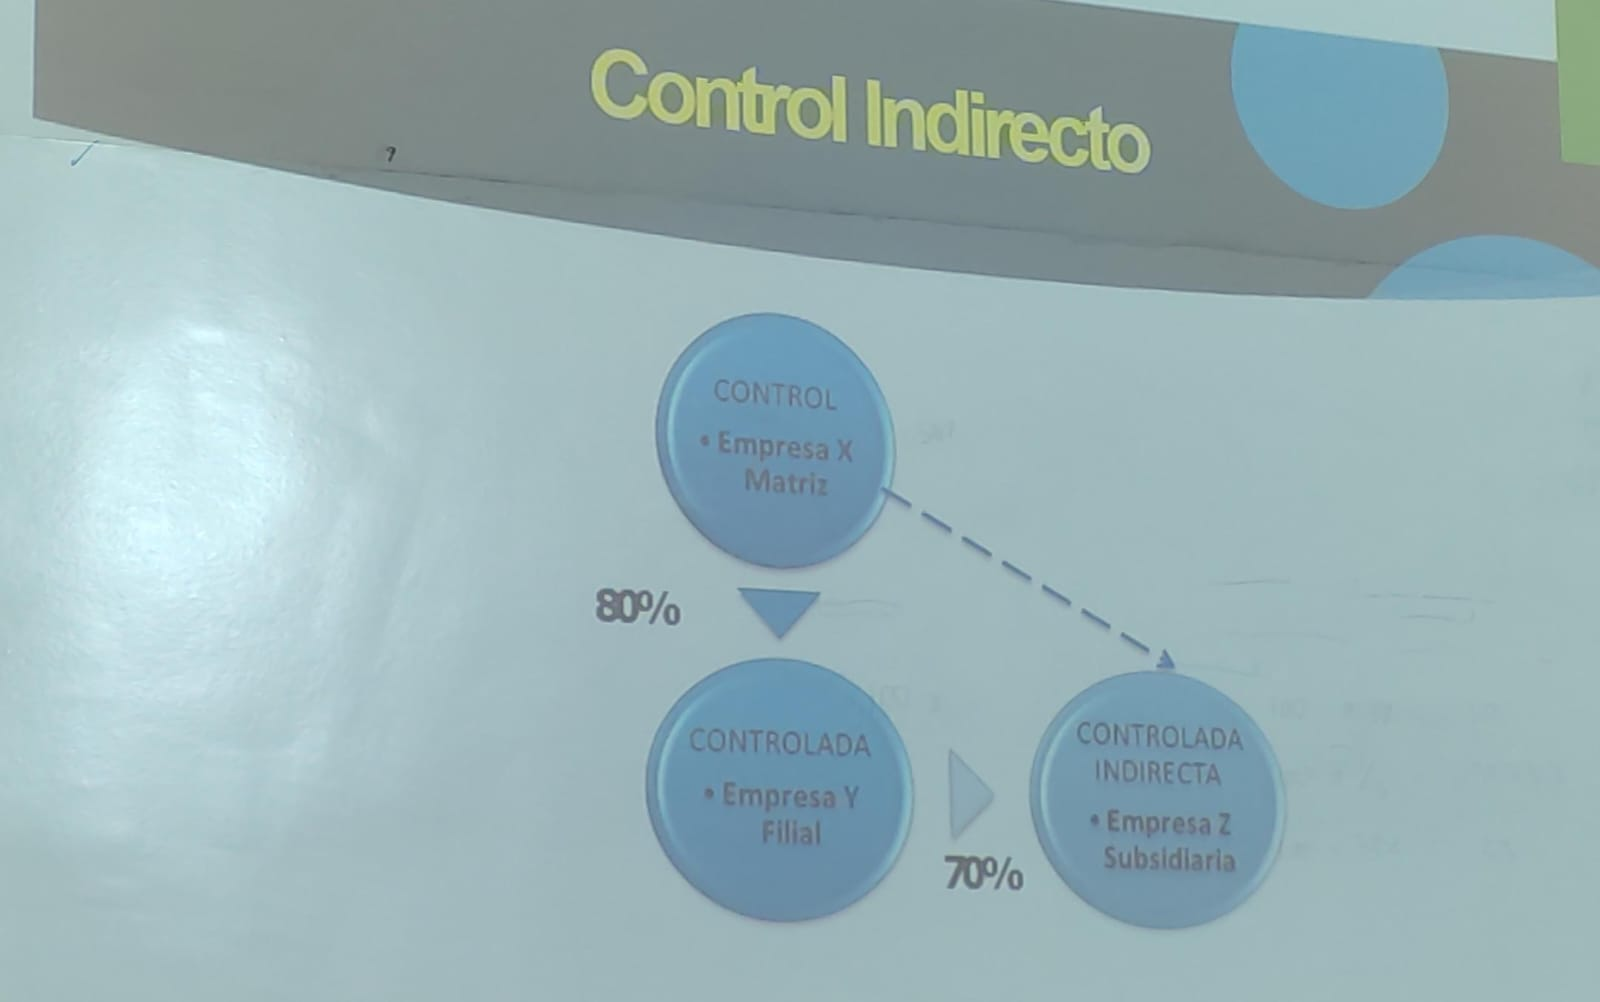 Control Indirecto
CONTROL
• Empresa X
Matriz
80%
CONTROLADA
• Empresa Y
Filial
70%
CONTROLADA
INDIRECTA
• Empresa Z
Subsidiaria